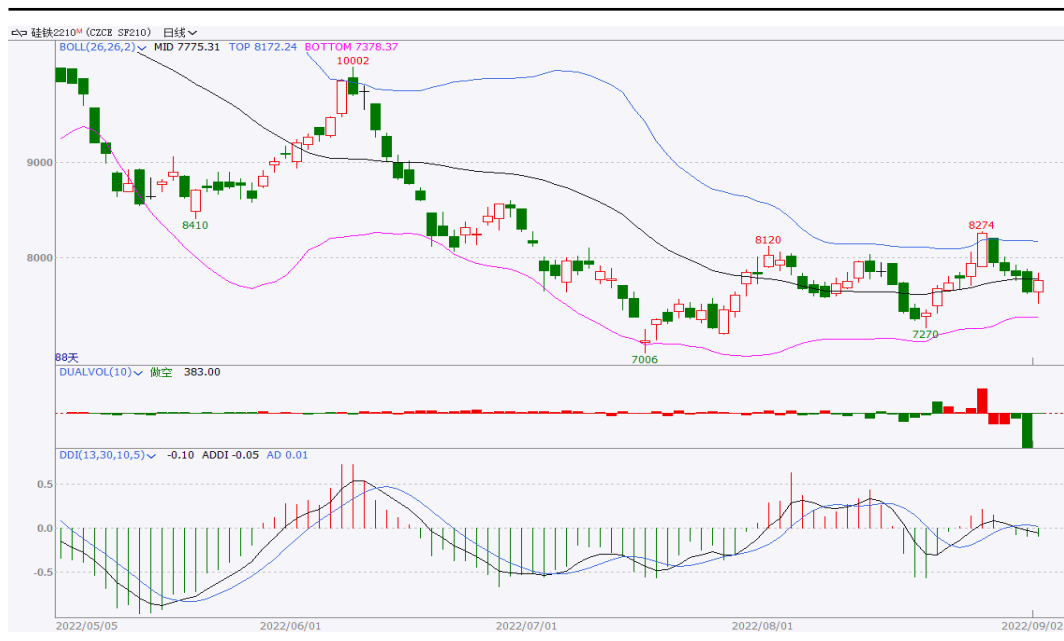 硅铁2210M (CZCE SF210) 日线
BOLL(26,26,2) MID 7775.31 TOP 8172.24 BOTTOM 7378.37
10002
9000
8410
8274
8120
8000
7270
7006
88天
DUALVOL(10) 做空 383.00
DDI(13,30,10,5) -0.10 ADDI -0.05 AD 0.01
0.5
0.0
-0.5
2022/05/05 2022/06/01 2022/07/01 2022/08/01 2022/09/02